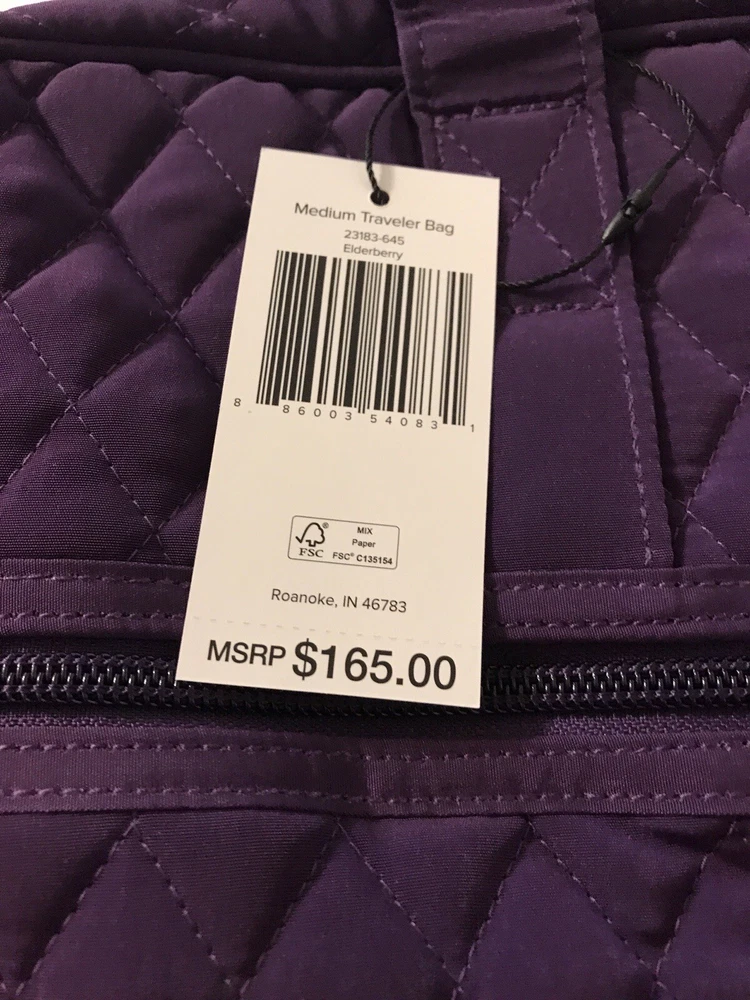 Medium Traveler Bag
23183-645
Elderberry
8 86003 54083 1
MIX
Paper
FSC® C135154
FSC
Roanoke, IN 46783
MSRP $165.00